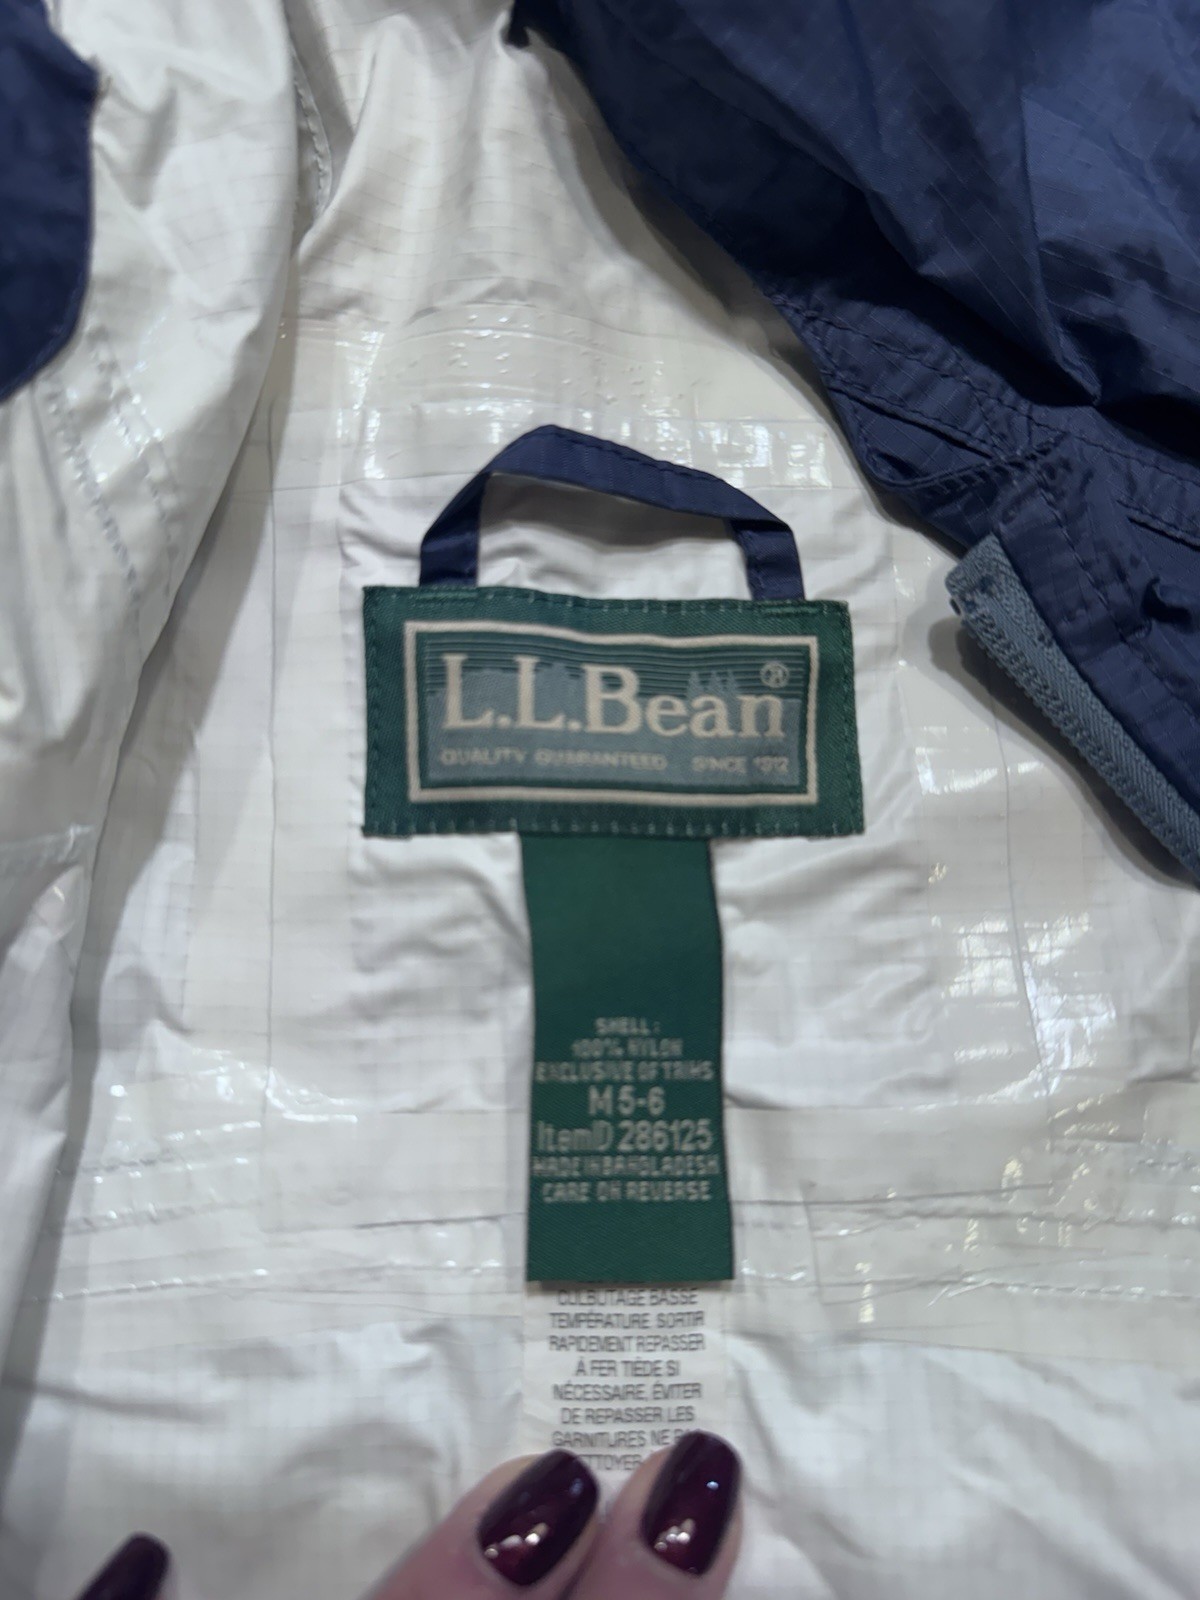 L.L.Bean®
QUALITY GUARANTEED SINCE 1912
SHELL:
100% NYLON
EXCLUSIVE OF TRIMS
M 5-6
ItemID 286125
MADE IN BANGLADESH
CARE ON REVERSE
CULBUTAGE BASSE
TEMPÉRATURE. SORTIR
RAPIDEMENT REPASSER
À FER TIÈDE SI
NÉCESSAIRE, ÉVITER
DE REPASSER LES
GARNITURES NE